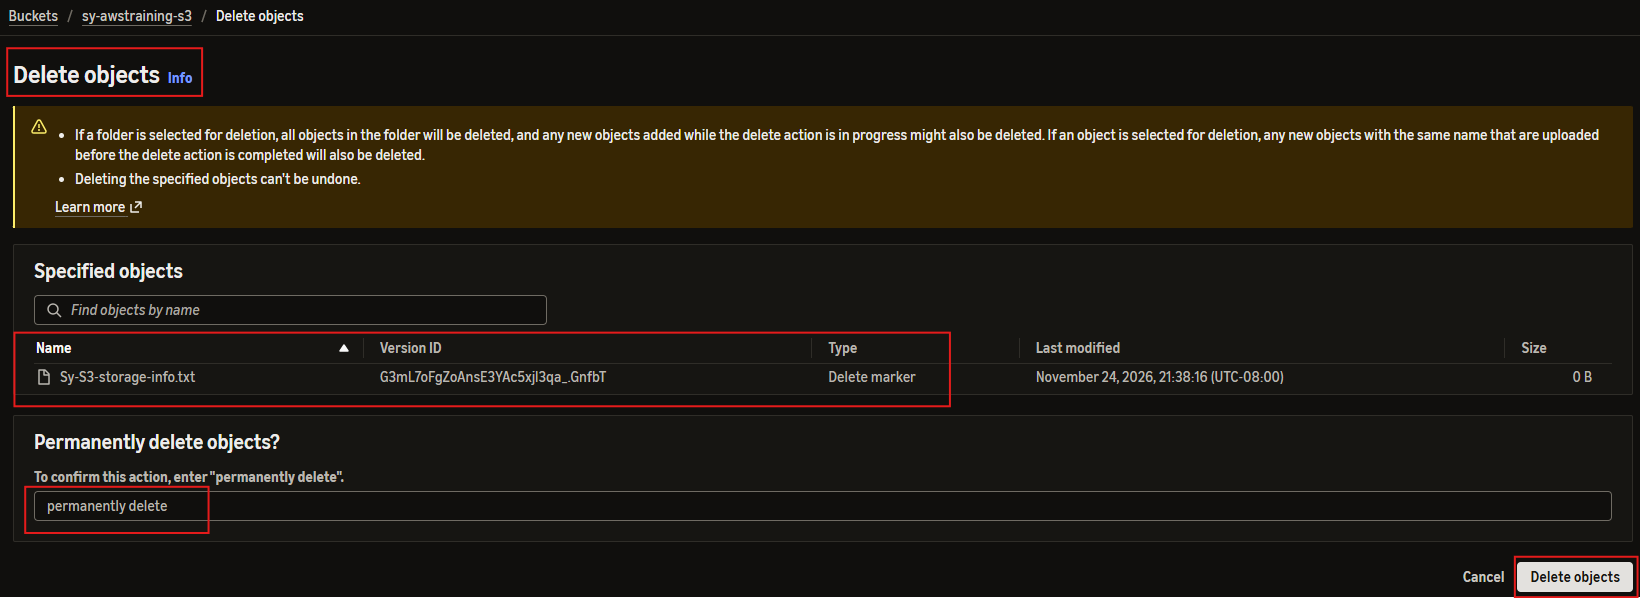 Buckets / sy-awstraining-s3 / Delete objects
Delete objects Info
• If a folder is selected for deletion, all objects in the folder will be deleted, and any new objects added while the delete action is in progress might also be deleted. If an object is selected for deletion, any new objects with the same name that are uploaded
before the delete action is completed will also be deleted.
• Deleting the specified objects can't be undone.
Learn more
Specified objects
Find objects by name
Name Version ID Type Last modified Size
Sy-S3-storage-info.txt G3mL7oFgZoAnsE3YAc5xjl3qa_.GnfbT Delete marker November 24, 2026, 21:38:16 (UTC-08:00) 0 B
Permanently delete objects?
To confirm this action, enter "permanently delete".
permanently delete
Cancel Delete objects